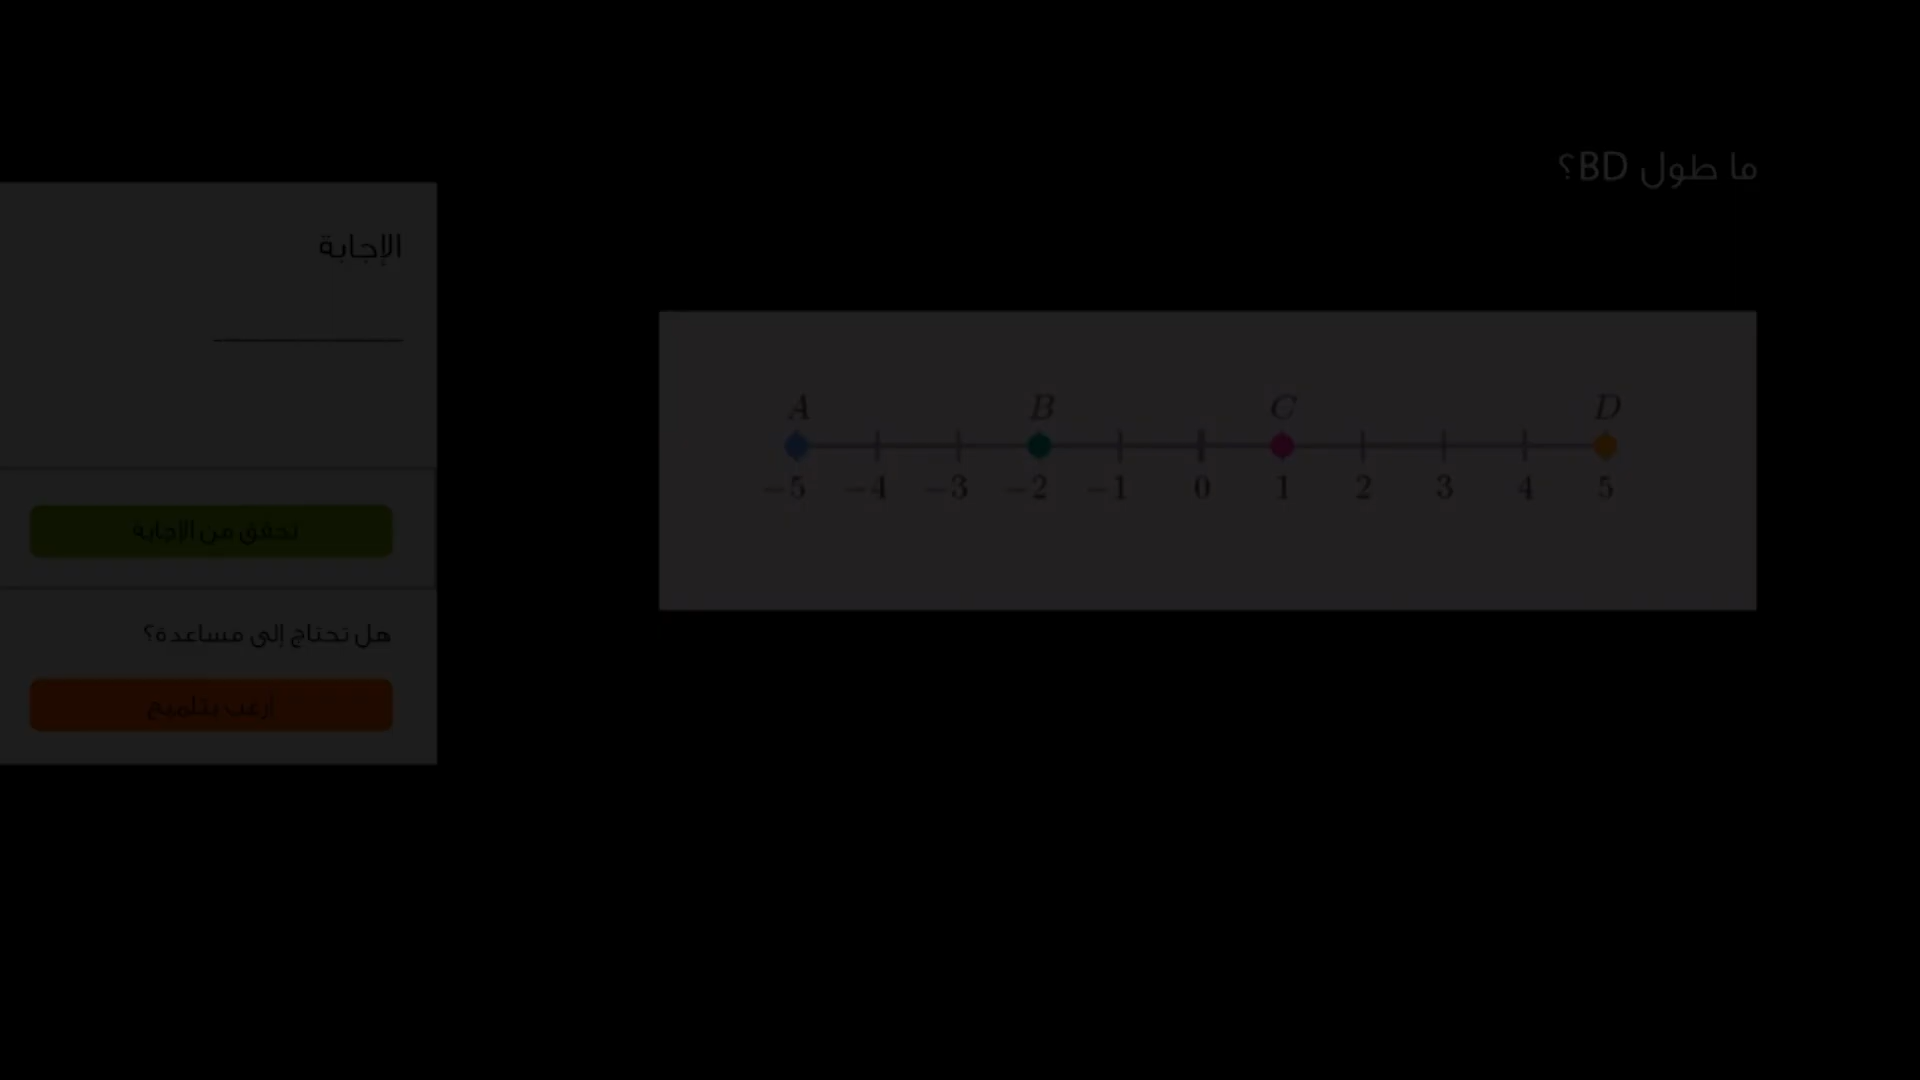 ما طول BD؟
A B C D
−5 −4 −3 −2 −1 0 1 2 3 4 5
الإجابة
تحقق من الإجابة
هل تحتاج إلى مساعدة؟
أرغب بتلميح